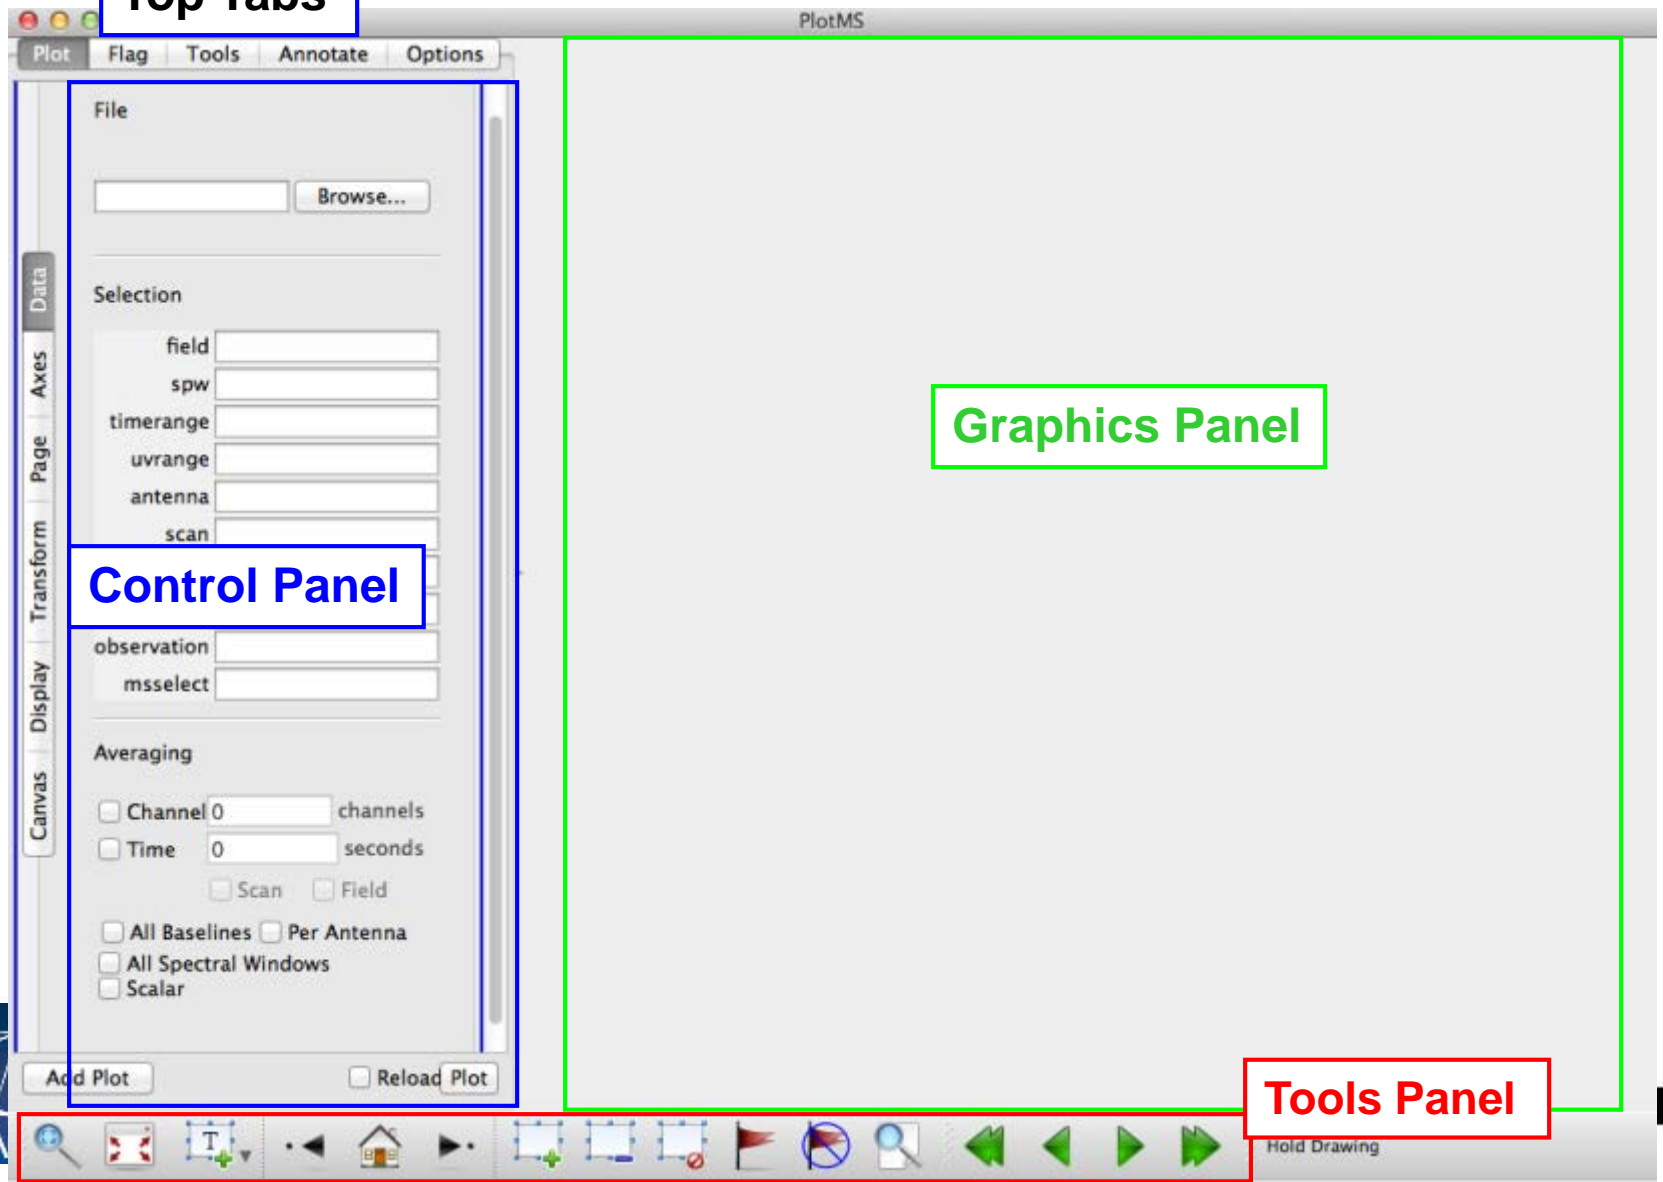 Top Tabs
PlotMS
Plot Flag Tools Annotate Options
File
Browse...
Data
Axes
Page
Transform
Display
Canvas
Selection
field
spw
timerange
uvrange
antenna
scan
Control Panel
observation
msselect
Averaging
Channel 0 channels
Time 0 seconds
Scan Field
All Baselines Per Antenna
All Spectral Windows
Scalar
Add Plot Reload Plot
Graphics Panel
Tools Panel
T
Hold Drawing